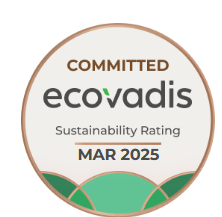 COMMITTED
ecovadis
Sustainability Rating
MAR 2025